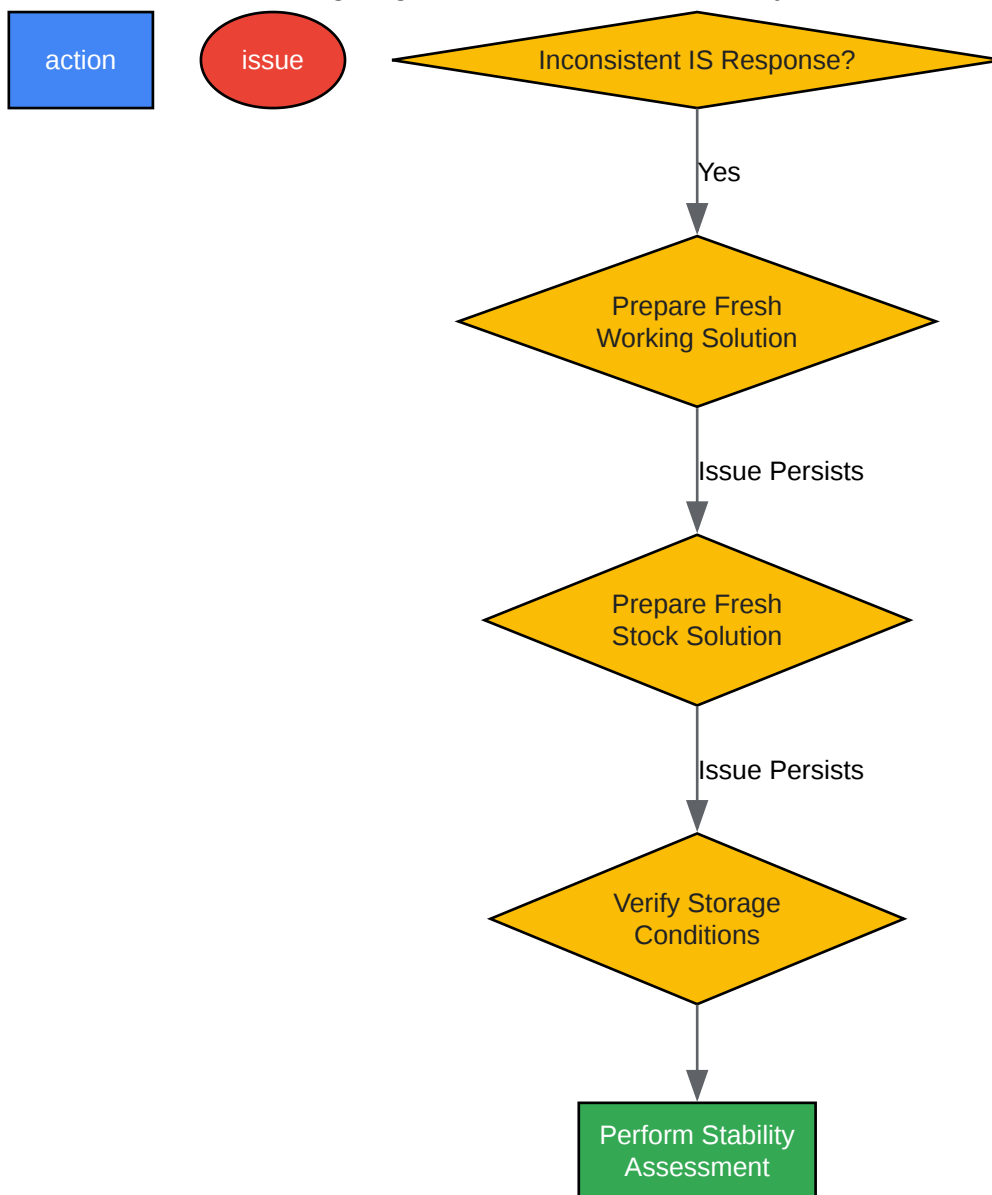 action
issue
Inconsistent IS Response?
Yes
Prepare Fresh
Working Solution
Issue Persists
Prepare Fresh
Stock Solution
Issue Persists
Verify Storage
Conditions
Perform Stability
Assessment